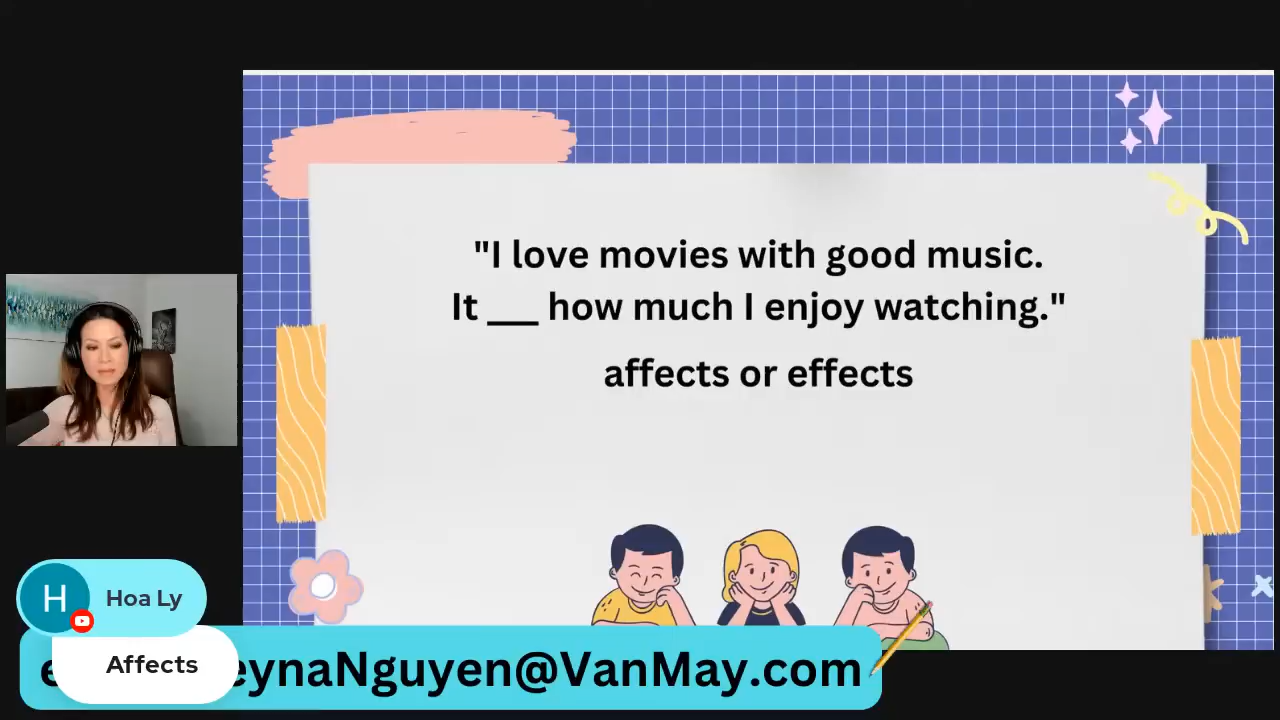 "I love movies with good music.
It ___ how much I enjoy watching."
affects or effects
H
Hoa Ly
Affects
eynaNguyen@VanMay.com